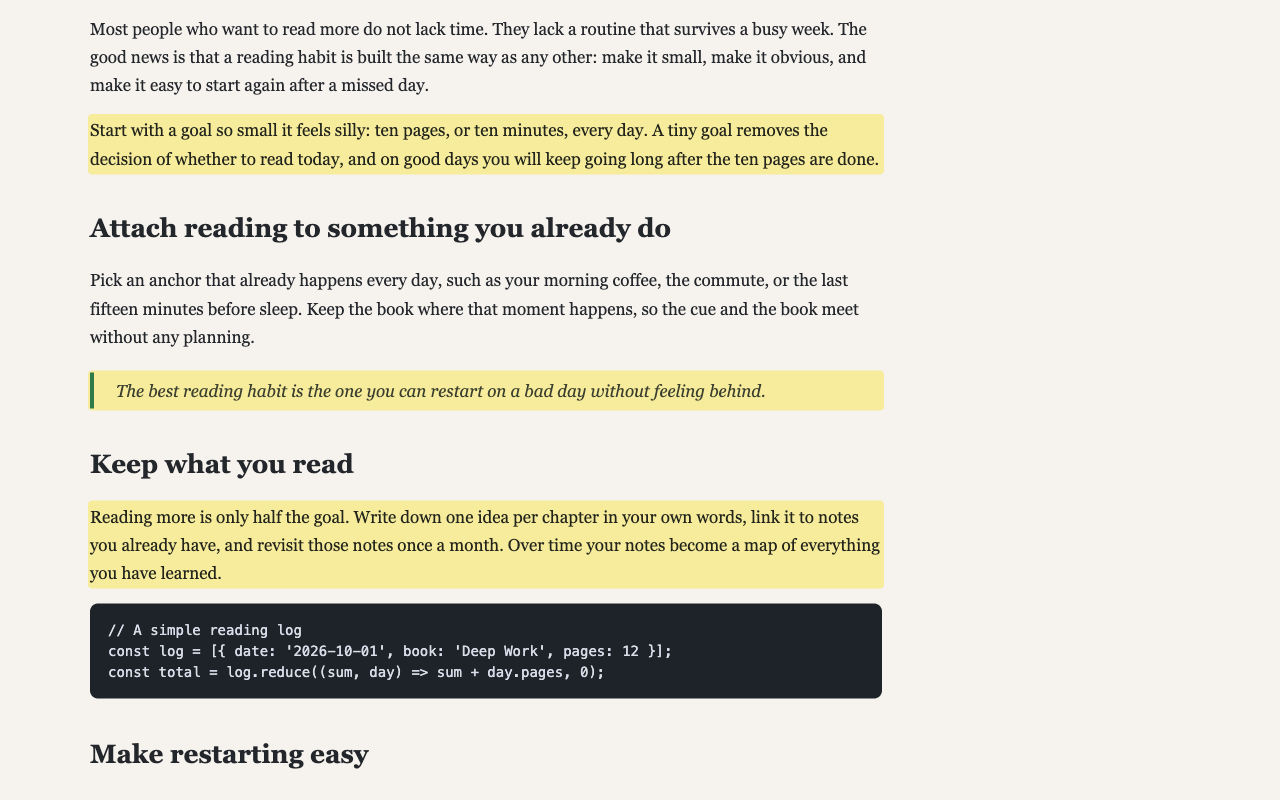 Most people who want to read more do not lack time. They lack a routine that survives a busy week. The
good news is that a reading habit is built the same way as any other: make it small, make it obvious, and
make it easy to start again after a missed day.
Start with a goal so small it feels silly: ten pages, or ten minutes, every day. A tiny goal removes the
decision of whether to read today, and on good days you will keep going long after the ten pages are done.
Attach reading to something you already do
Pick an anchor that already happens every day, such as your morning coffee, the commute, or the last
fifteen minutes before sleep. Keep the book where that moment happens, so the cue and the book meet
without any planning.
The best reading habit is the one you can restart on a bad day without feeling behind.
Keep what you read
Reading more is only half the goal. Write down one idea per chapter in your own words, link it to notes
you already have, and revisit those notes once a month. Over time your notes become a map of everything
you have learned.
// A simple reading log
const log = [{ date: '2026-10-01', book: 'Deep Work', pages: 12 }];
const total = log.reduce((sum, day) => sum + day.pages, 0);
Make restarting easy